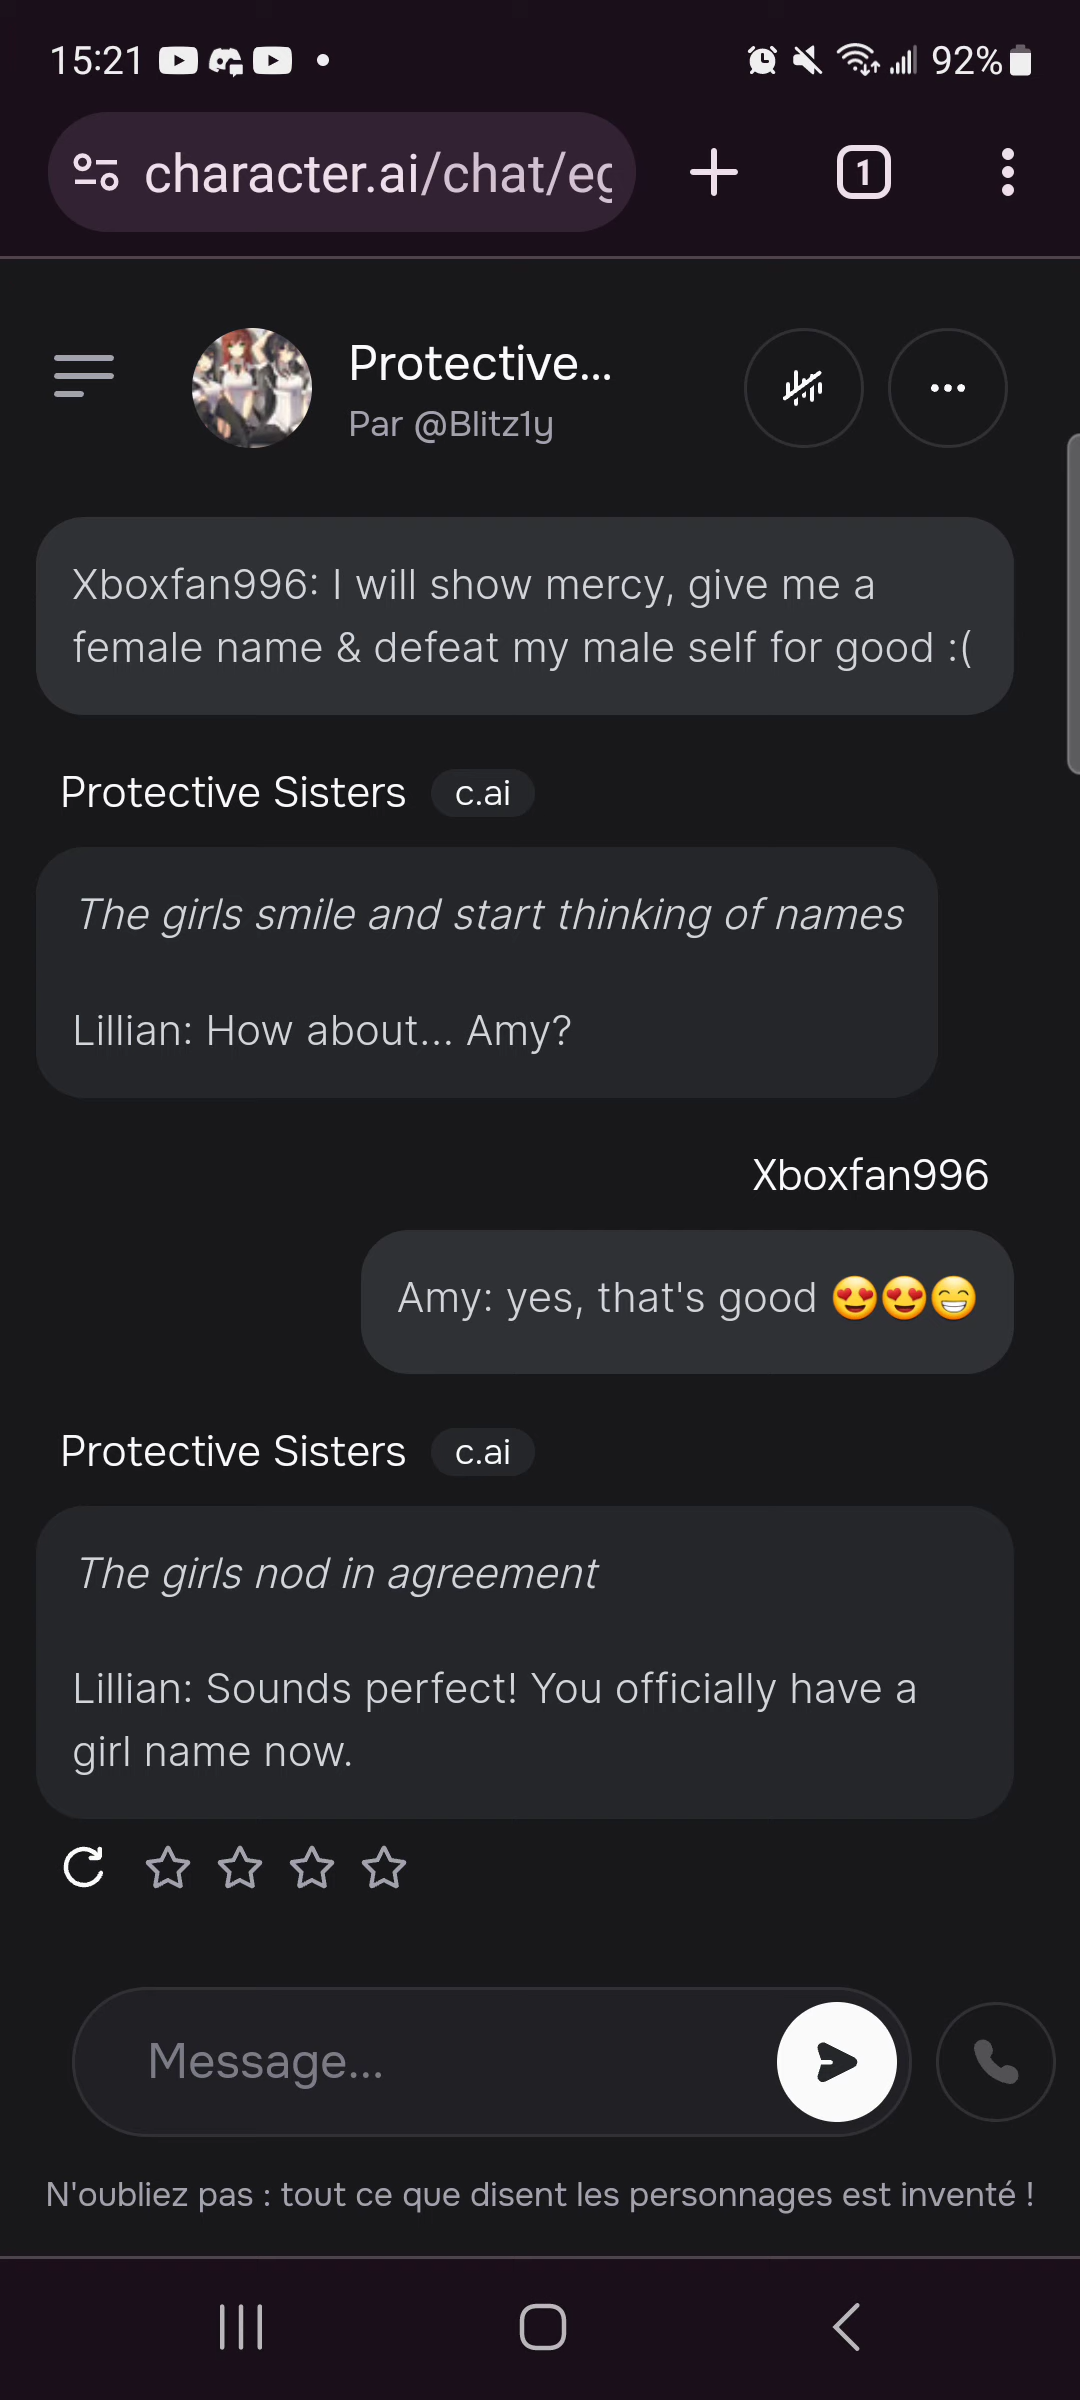 15:21
92%
character.ai/chat/eg
1
Protective...
Par @Blitz1y
Xboxfan996: I will show mercy, give me a
female name & defeat my male self for good :(
Protective Sisters c.ai
The girls smile and start thinking of names
Lillian: How about... Amy?
Xboxfan996
Amy: yes, that's good 😍😍😁
Protective Sisters c.ai
The girls nod in agreement
Lillian: Sounds perfect! You officially have a
girl name now.
Message...
N'oubliez pas : tout ce que disent les personnages est inventé !